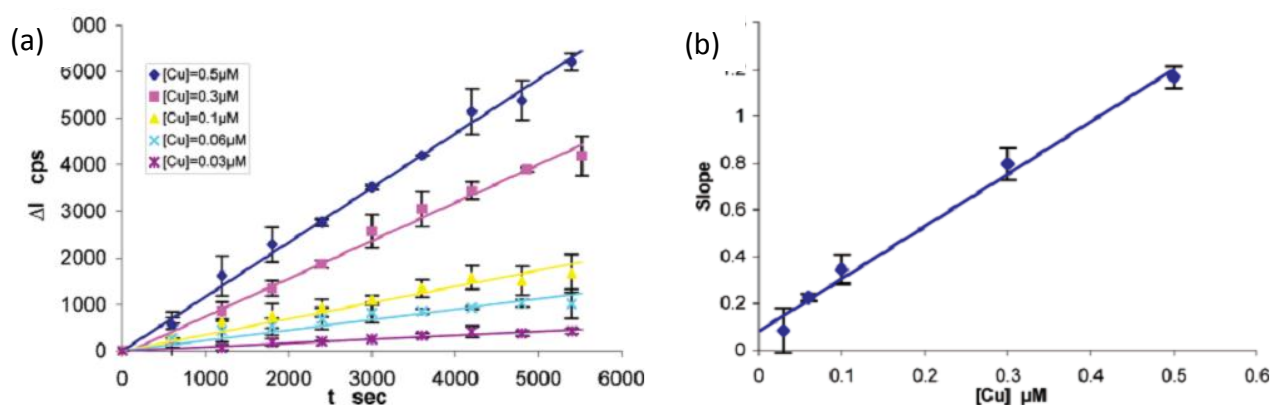 (a)
000
6000
5000
4000
3000
2000
1000
0
ΔI cps
[Cu]=0.5µM
[Cu]=0.3µM
[Cu]=0.1µM
[Cu]=0.06µM
[Cu]=0.03µM
0 1000 2000 3000 4000 5000 6000
t sec
(b)
1
0.8
0.6
0.4
0.2
0
Slope
0 0.1 0.2 0.3 0.4 0.5 0.6
[Cu] µM